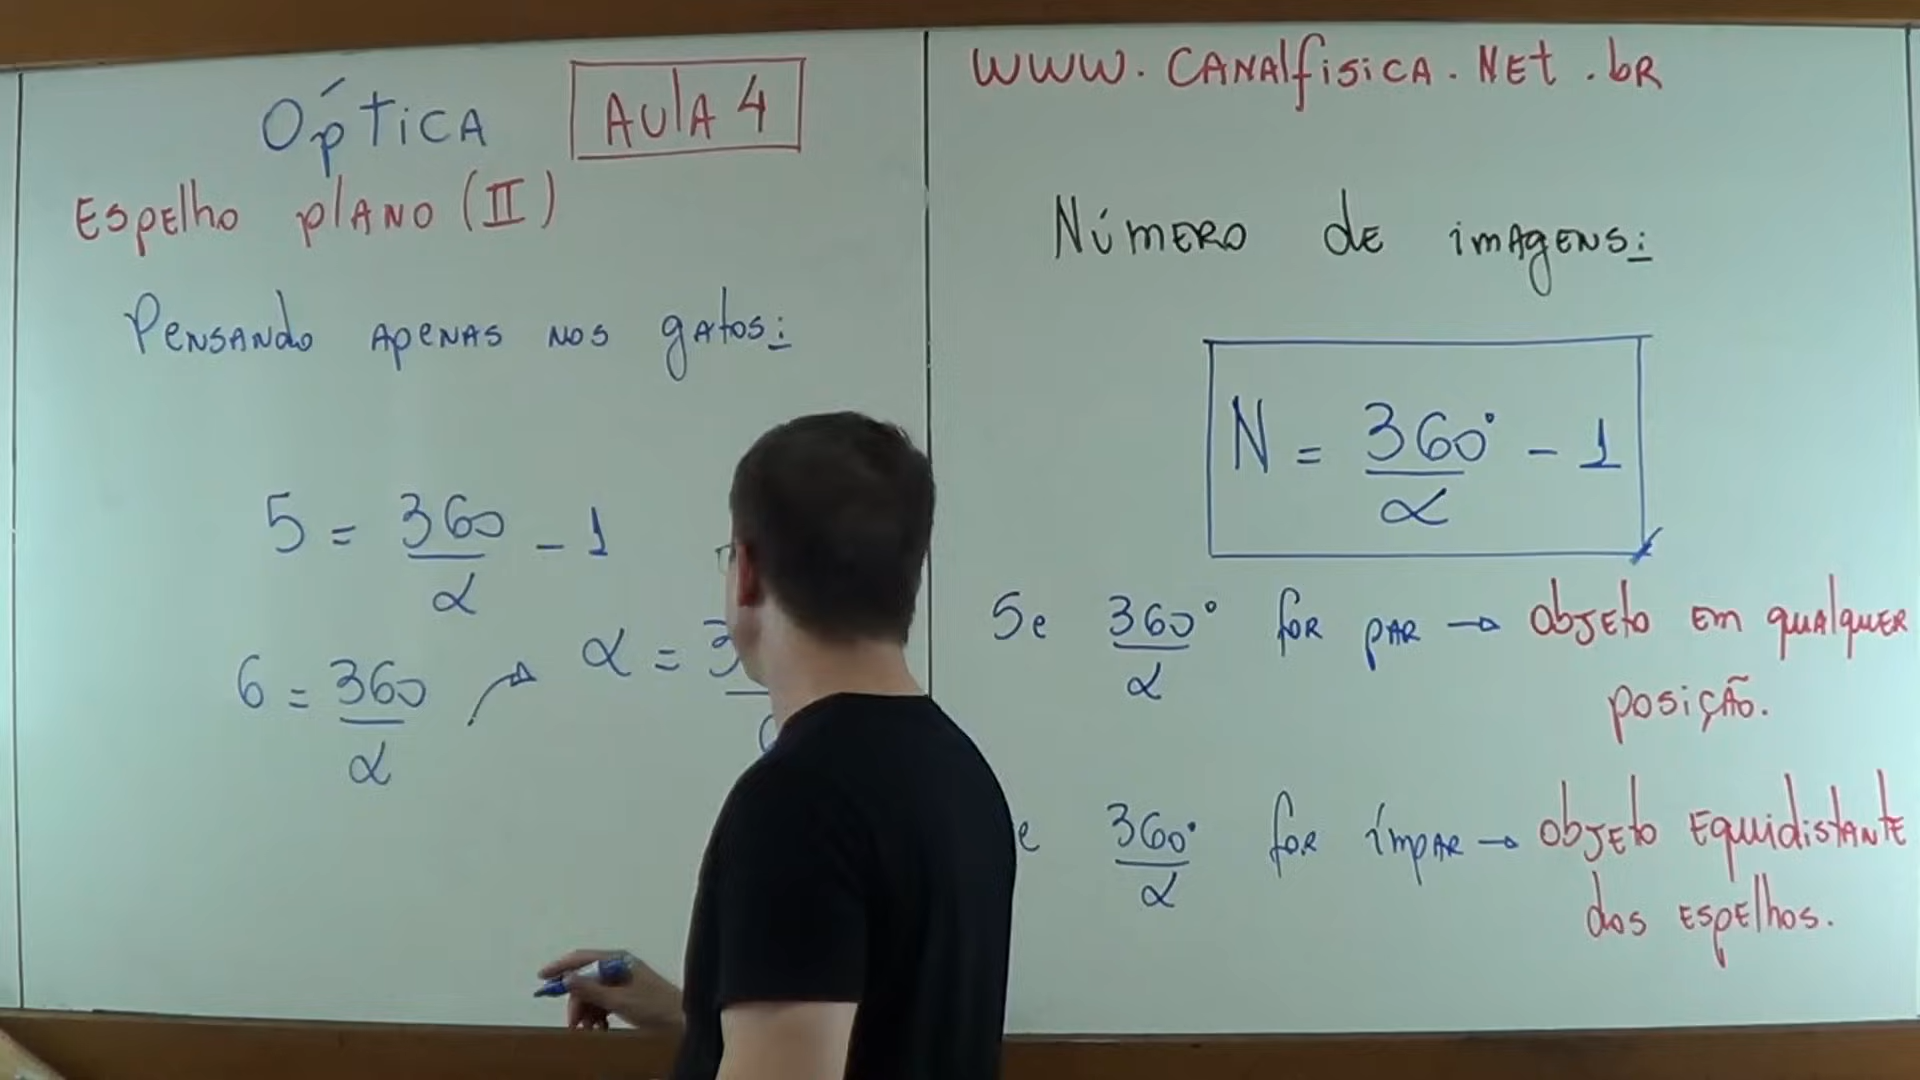 Óptica
Aula 4
Espelho plano (II)
Pensando apenas nos gatos:
5 = 360/α - 1
6 = 360/α → α = 3
www.canalfisica.net.br
Número de imagens:
N = 360°/α - 1
Se 360°/α for par → objeto em qualquer
posição.
e 360°/α for ímpar → objeto equidistante
dos espelhos.